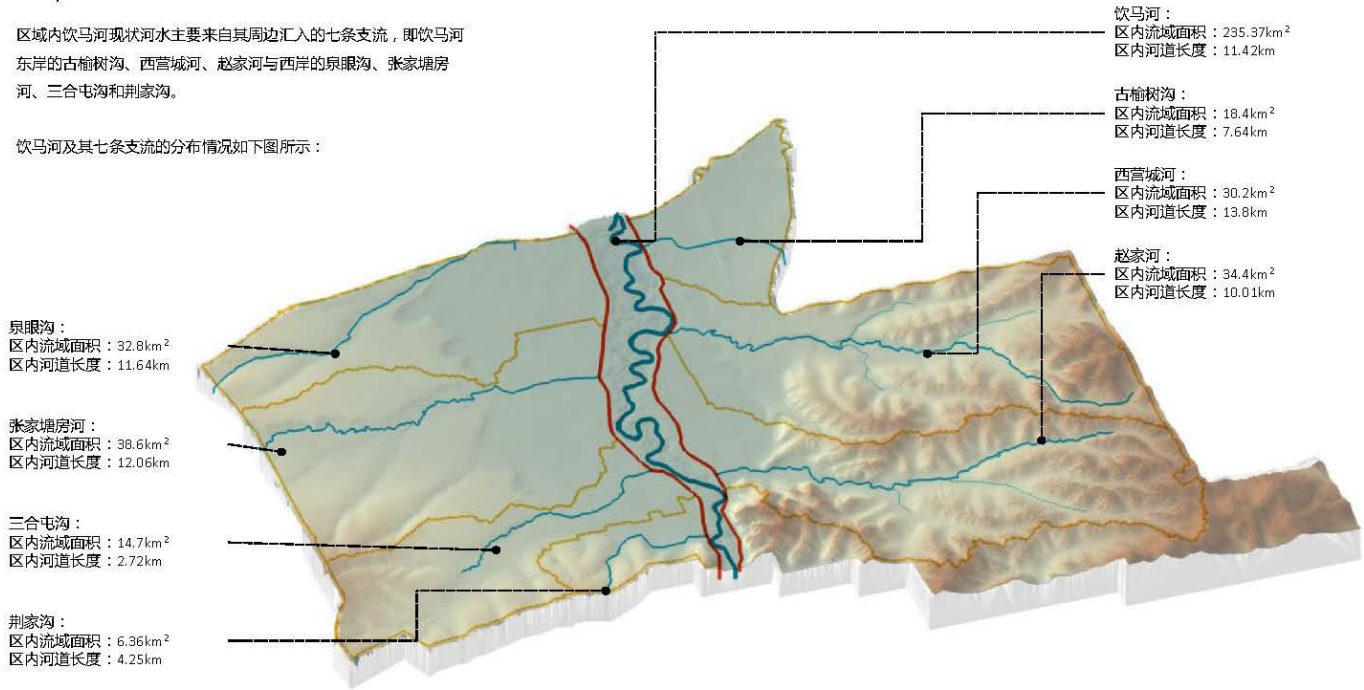 区域内饮马河现状河水主要来自其周边汇入的七条支流，即饮马河
东岸的古榆树沟、西营城河、赵家河与西岸的泉眼沟、张家塘房
河、三合屯沟和荆家沟。
饮马河及其七条支流的分布情况如下图所示：
饮马河：
区内流域面积：235.37km²
区内河道长度：11.42km
古榆树沟：
区内流域面积：18.4km²
区内河道长度：7.64km
西营城河：
区内流域面积：30.2km²
区内河道长度：13.8km
赵家河：
区内流域面积：34.4km²
区内河道长度：10.01km
泉眼沟：
区内流域面积：32.8km²
区内河道长度：11.64km
张家塘房河：
区内流域面积：38.6km²
区内河道长度：12.06km
三合屯沟：
区内流域面积：14.7km²
区内河道长度：2.72km
荆家沟：
区内流域面积：6.36km²
区内河道长度：4.25km